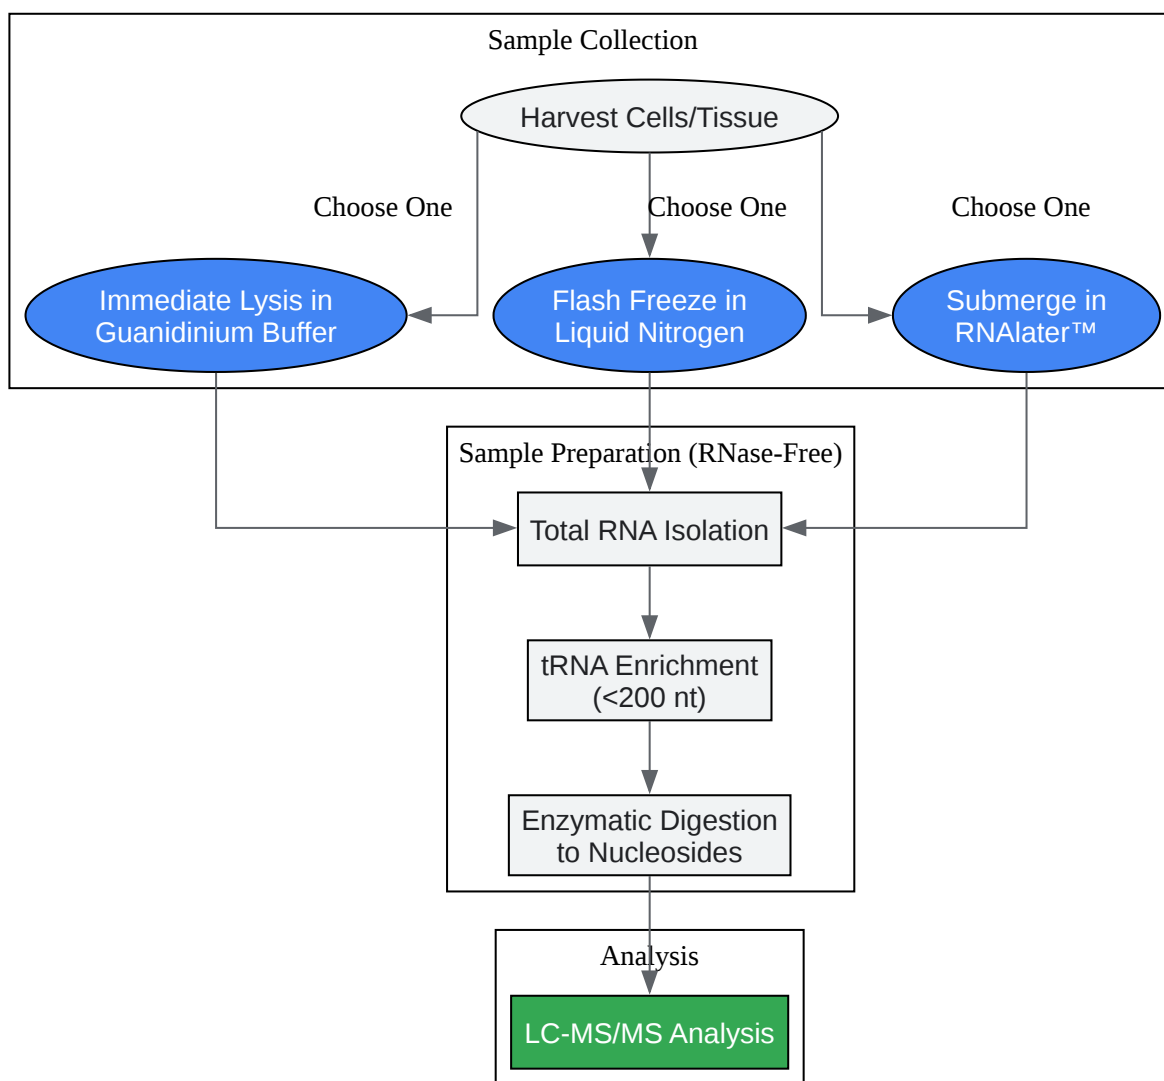 Sample Collection
Harvest Cells/Tissue
Choose One
Choose One
Choose One
Immediate Lysis in
Guanidinium Buffer
Flash Freeze in
Liquid Nitrogen
Submerge in
RNAlater™
Sample Preparation (RNase-Free)
Total RNA Isolation
tRNA Enrichment
(<200 nt)
Enzymatic Digestion
to Nucleosides
Analysis
LC-MS/MS Analysis